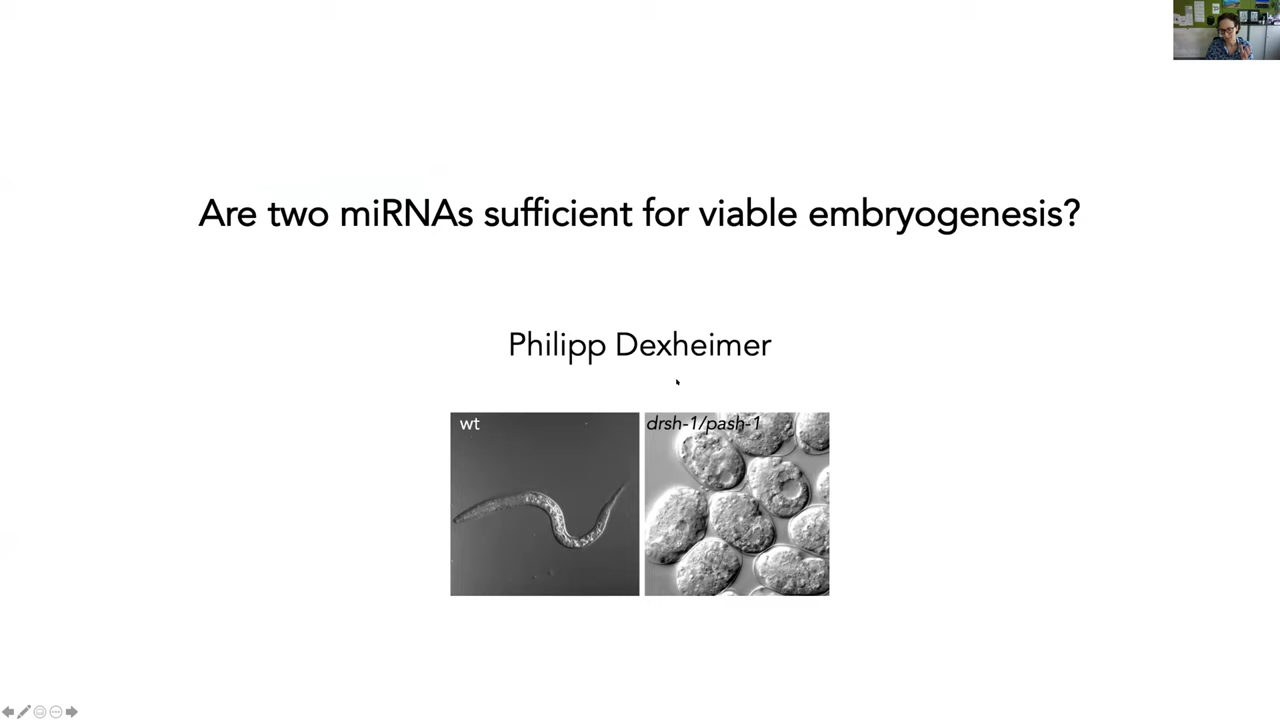 Are two miRNAs sufficient for viable embryogenesis?
Philipp Dexheimer
wt
drsh-1/pash-1